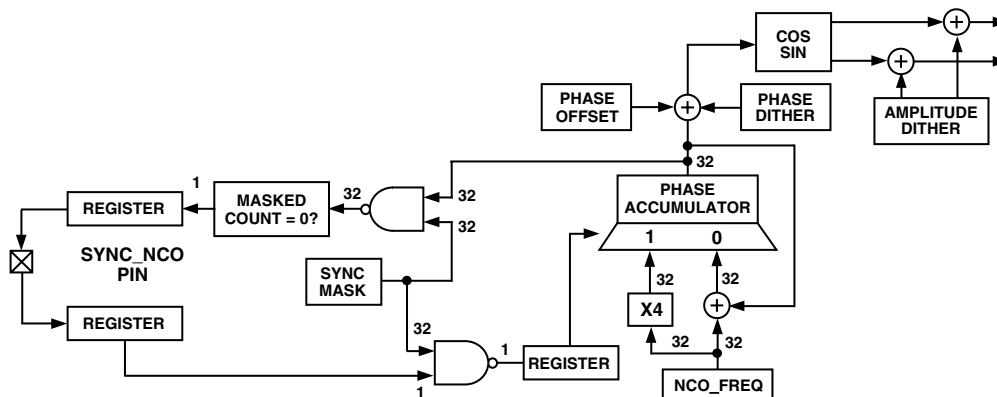 COS
SIN
PHASE
OFFSET
PHASE
DITHER
AMPLITUDE
DITHER
32
32
1
REGISTER
MASKED
COUNT = 0?
32
32
PHASE
ACCUMULATOR
1 0
SYNC_NCO
PIN
SYNC
MASK
32
32
X4
REGISTER
32
1
REGISTER
32
32
1
NCO_FREQ